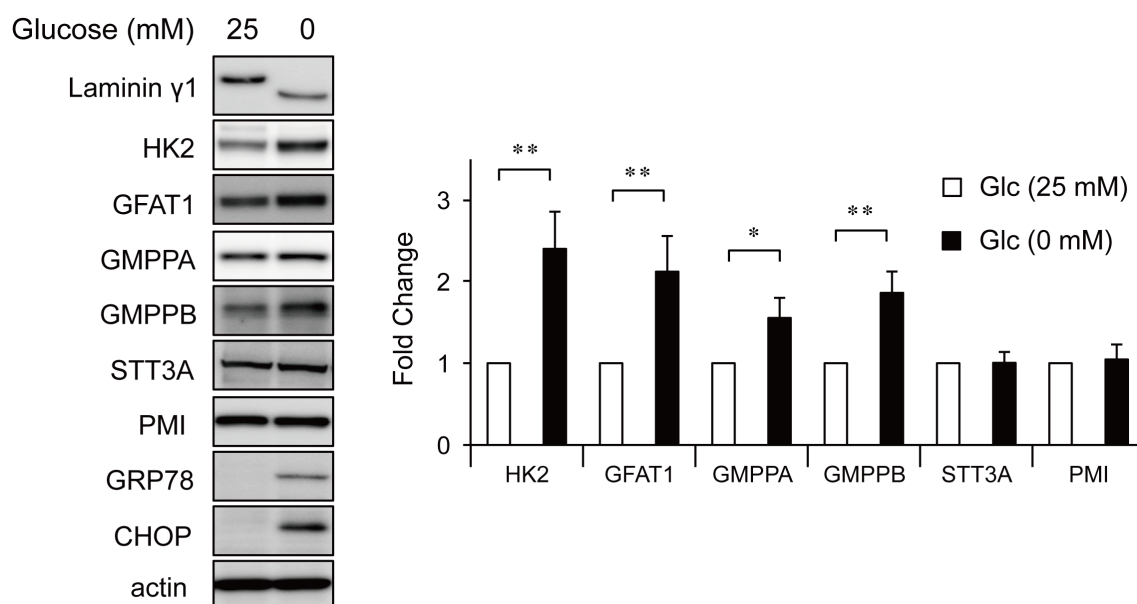 Glucose (mM) 25 0
Laminin γ1
HK2
GFAT1
GMPPA
GMPPB
STT3A
PMI
GRP78
CHOP
actin
Fold Change
3
2
1
0
** ** * **
Glc (25 mM)
Glc (0 mM)
HK2 GFAT1 GMPPA GMPPB STT3A PMI